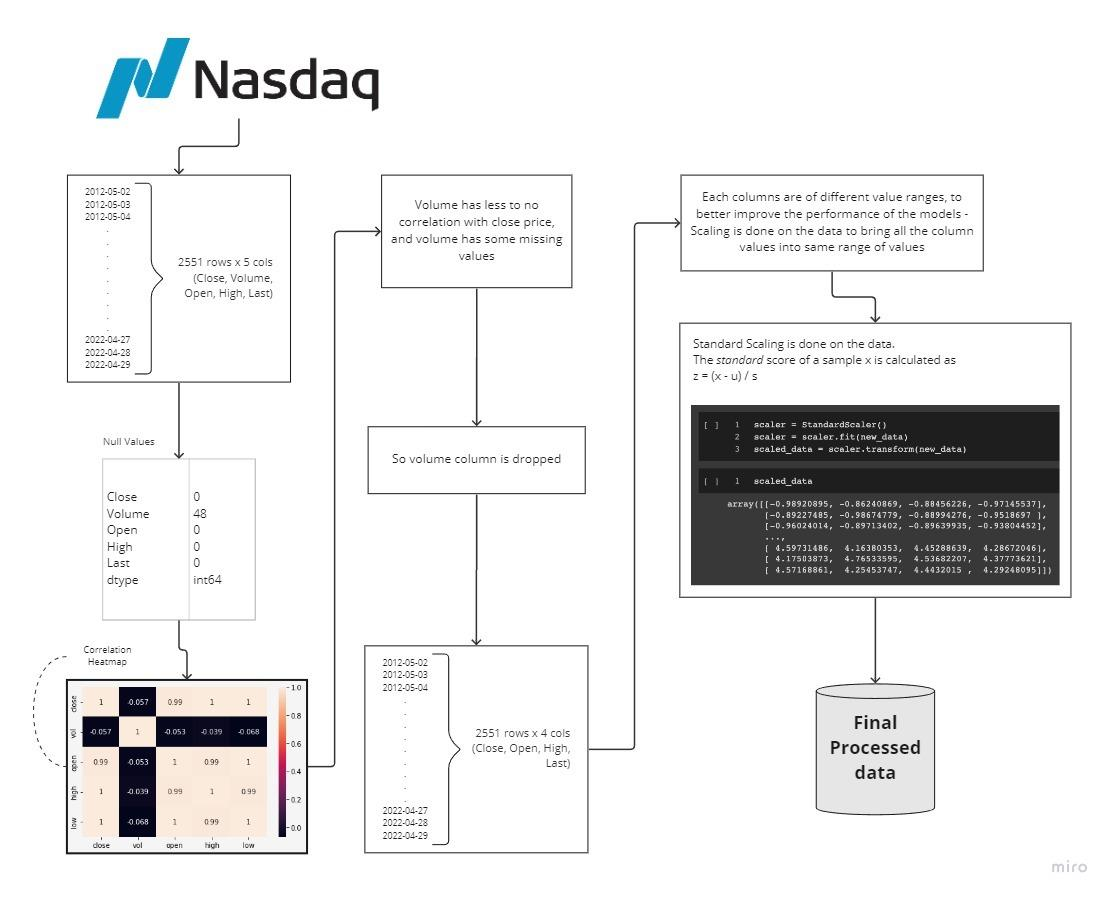 Nasdaq
2012-05-02
2012-05-03
2012-05-04
.
.
.
.
.
.
.
.
2022-04-27
2022-04-28
2022-04-29
2551 rows x 5 cols
(Close, Volume,
Open, High, Last)
Null Values
Close 0
Volume 48
Open 0
High 0
Last 0
dtype int64
Correlation
Heatmap
close 1 -0.057 0.99 1 1
vol -0.057 1 -0.053 -0.039 -0.068
open 0.99 -0.053 1 0.99 1
high 1 -0.039 0.99 1 0.99
low 1 -0.068 1 0.99 1
close vol open high low
1.0
0.8
0.6
0.4
0.2
0.0
Volume has less to no
correlation with close price,
and volume has some missing
values
So volume column is dropped
2012-05-02
2012-05-03
2012-05-04
.
.
.
.
.
.
.
.
.
2022-04-27
2022-04-28
2022-04-29
2551 rows x 4 cols
(Close, Open, High,
Last)
Each columns are of different value ranges, to
better improve the performance of the models -
Scaling is done on the data to bring all the column
values into same range of values
Standard Scaling is done on the data.
The standard score of a sample x is calculated as
z = (x - u) / s
[ ] 1 scaler = StandardScaler()
2 scaler = scaler.fit(new_data)
3 scaled_data = scaler.transform(new_data)
[ ] 1 scaled_data
array([[-0.98920895, -0.86240869, -0.88456226, -0.97145537],
[-0.89227485, -0.98674779, -0.88994276, -0.9518697 ],
[-0.96024014, -0.89713402, -0.89639935, -0.93804452],
...,
[ 4.59731486, 4.16380353, 4.45288639, 4.28672046],
[ 4.17503873, 4.76533595, 4.53682207, 4.37773621],
[ 4.57168861, 4.25453747, 4.4432015 , 4.29248095]])
Final
Processed
data
miro